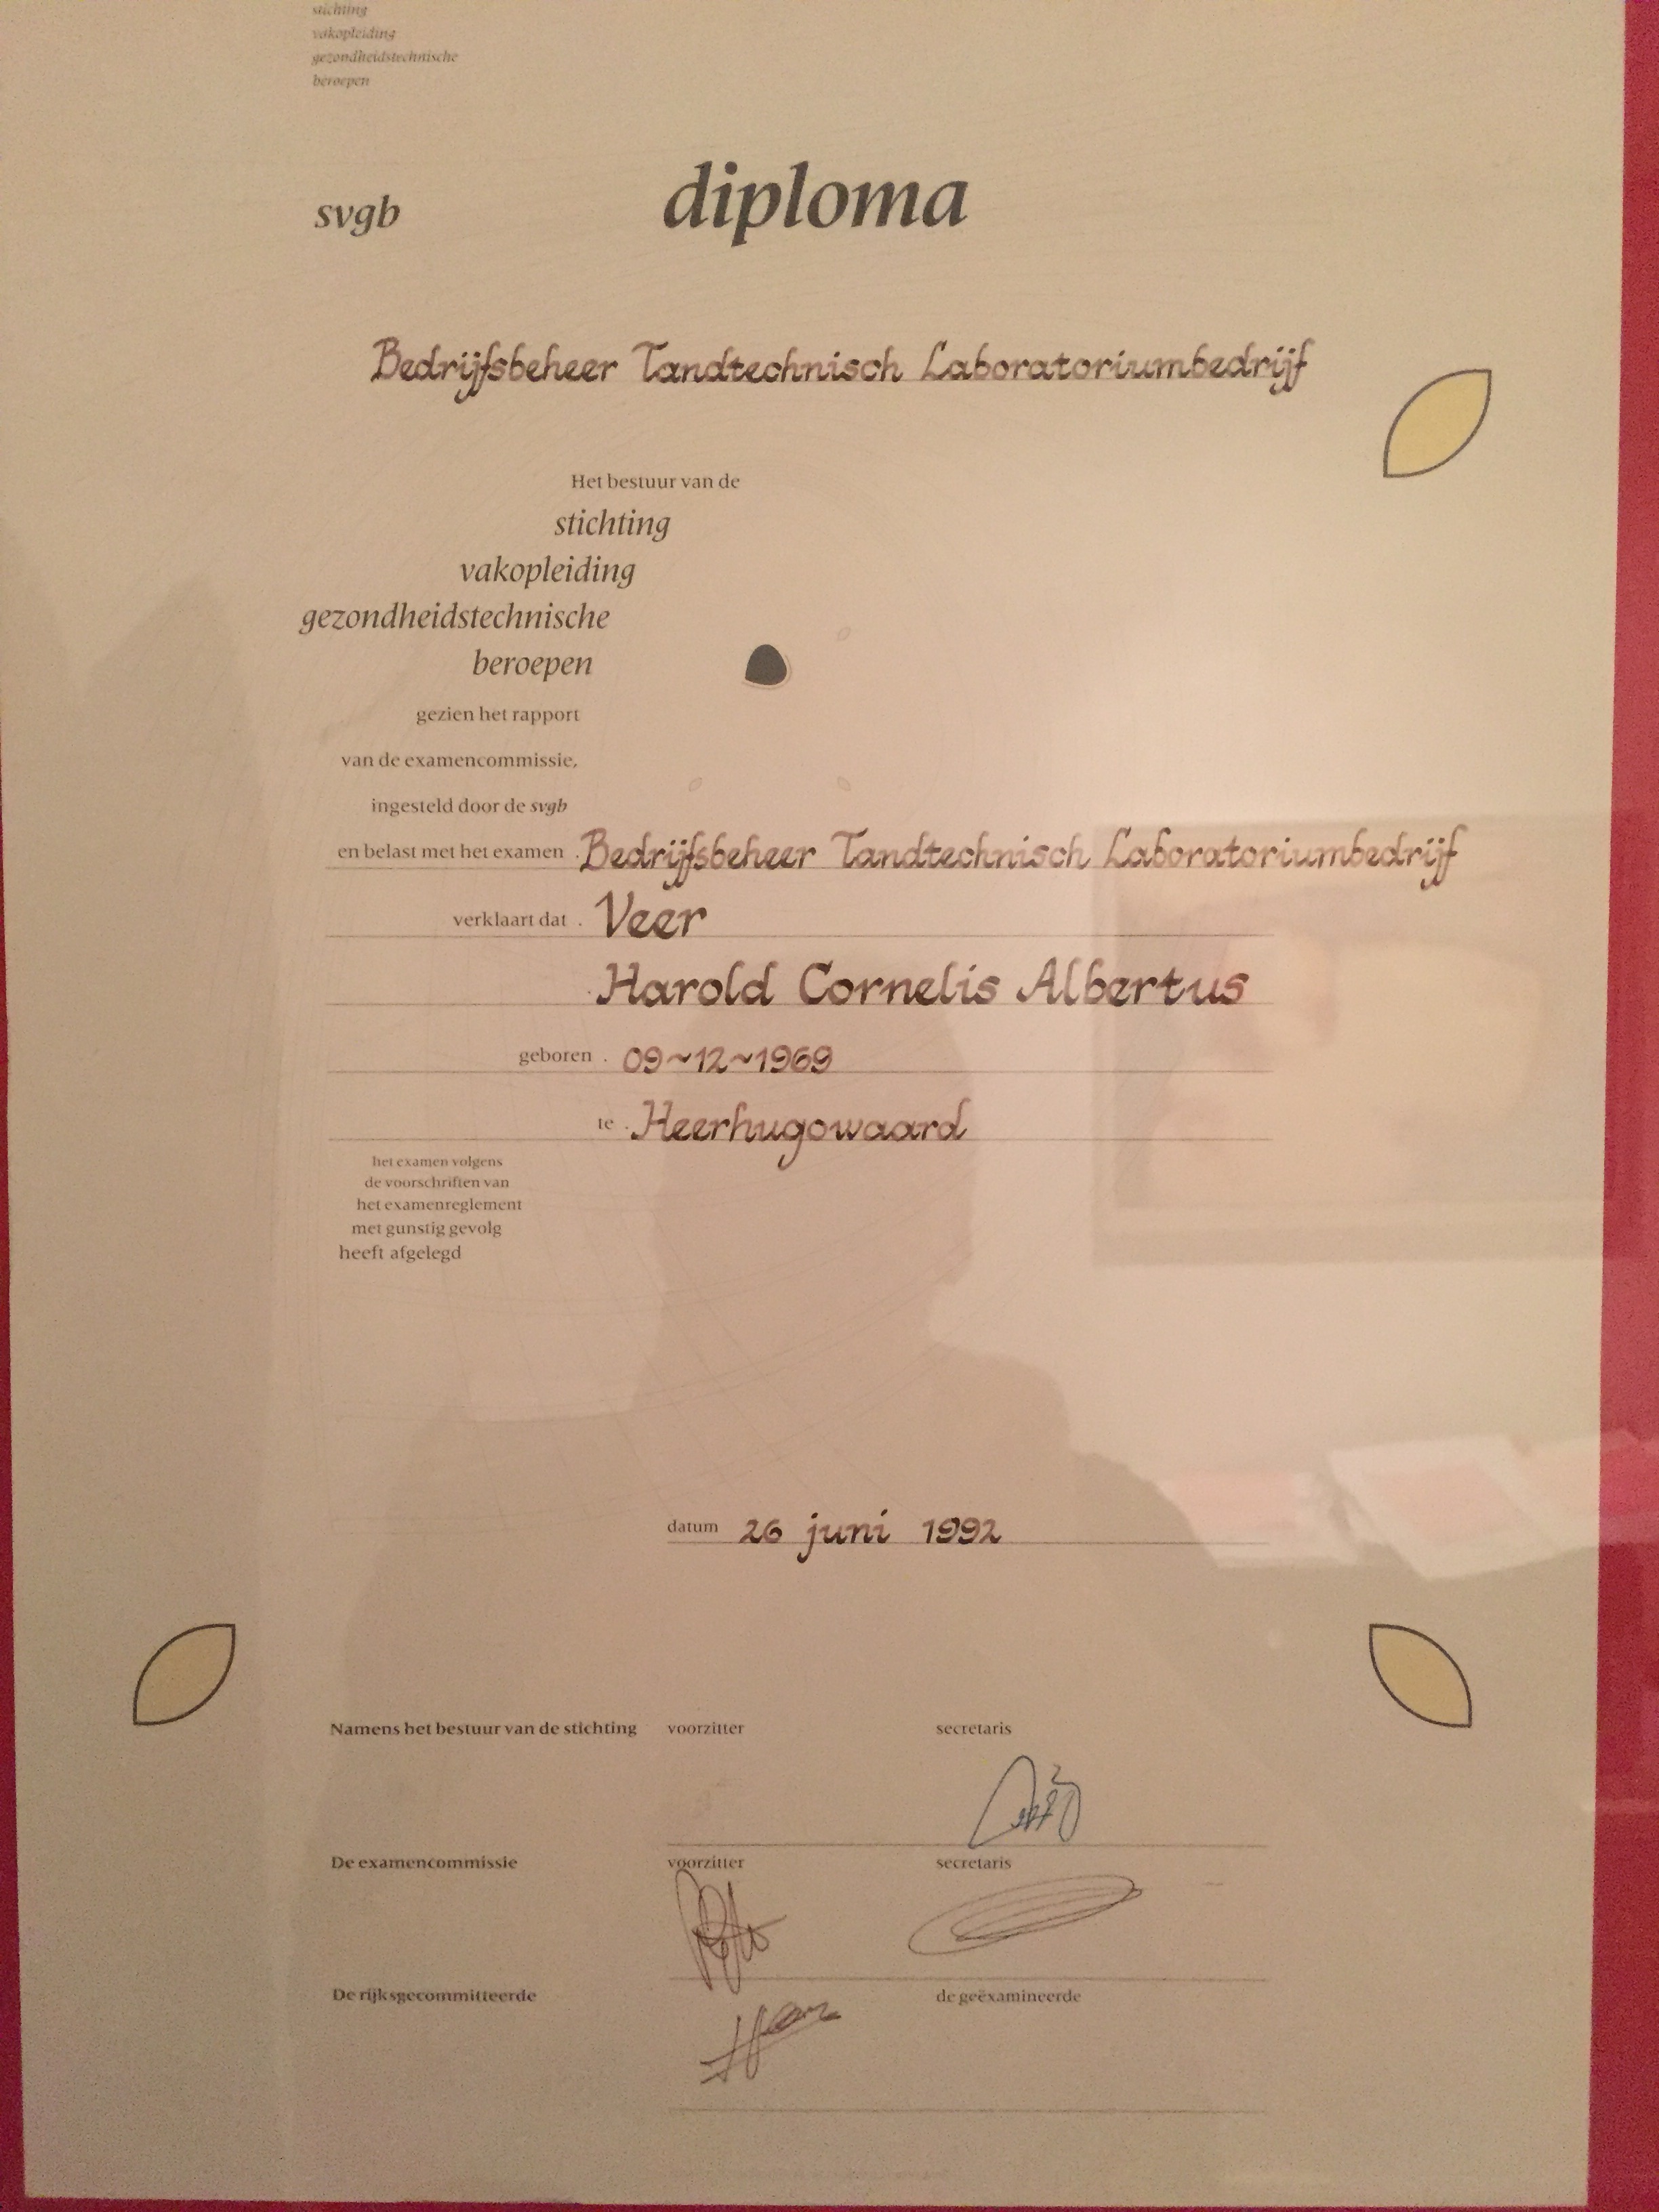 stichting
vakopleiding
gezondheidstechnische
beroepen
svgb diploma
Bedrijfsbeheer Tandtechnisch Laboratoriumbedrijf
Het bestuur van de
stichting
vakopleiding
gezondheidstechnische
beroepen
gezien het rapport
van de examencommissie,
ingesteld door de svgb
en belast met het examen . Bedrijfsbeheer Tandtechnisch Laboratoriumbedrijf
verklaart dat . Veer
. Harold Cornelis Albertus
geboren . 09~12~1969
te . Heerhugowaard
het examen volgens
de voorschriften van
het examenreglement
met gunstig gevolg
heeft afgelegd
datum 26 juni 1992
Namens het bestuur van de stichting voorzitter secretaris
De examencommissie voorzitter secretaris
De rijksgecommitteerde de geëxamineerde